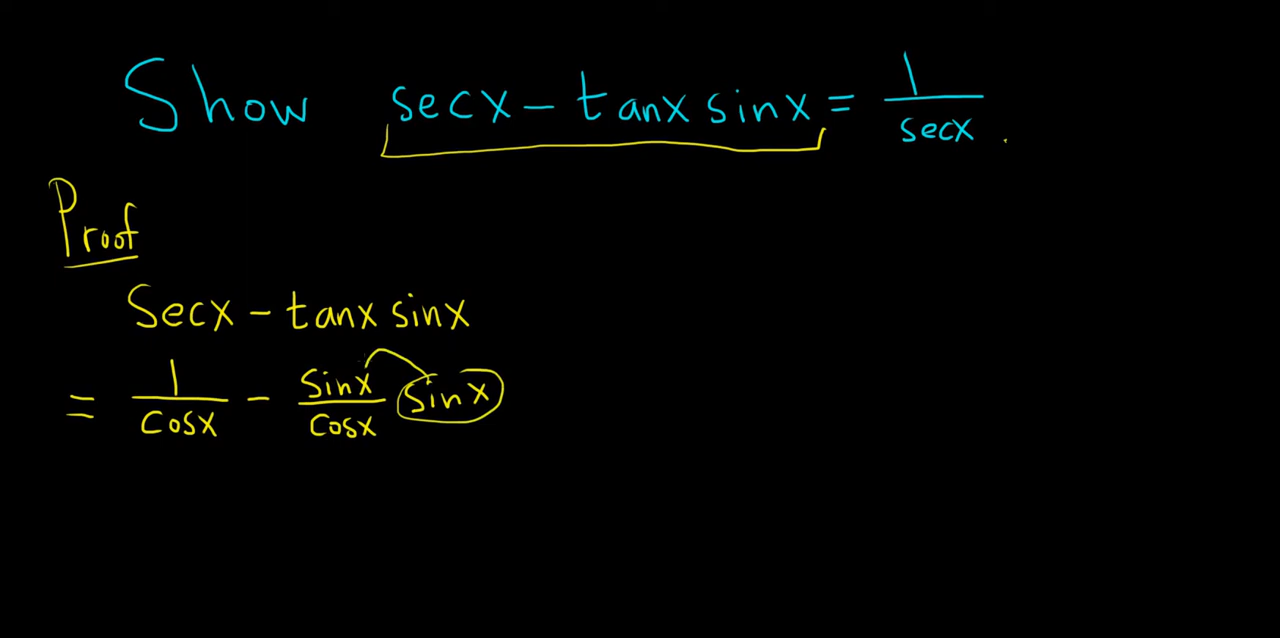 Show secx - tanx sinx = 1/secx.
Proof
Secx - tanx sinx
= 1/cosx - sinx/cosx sinx